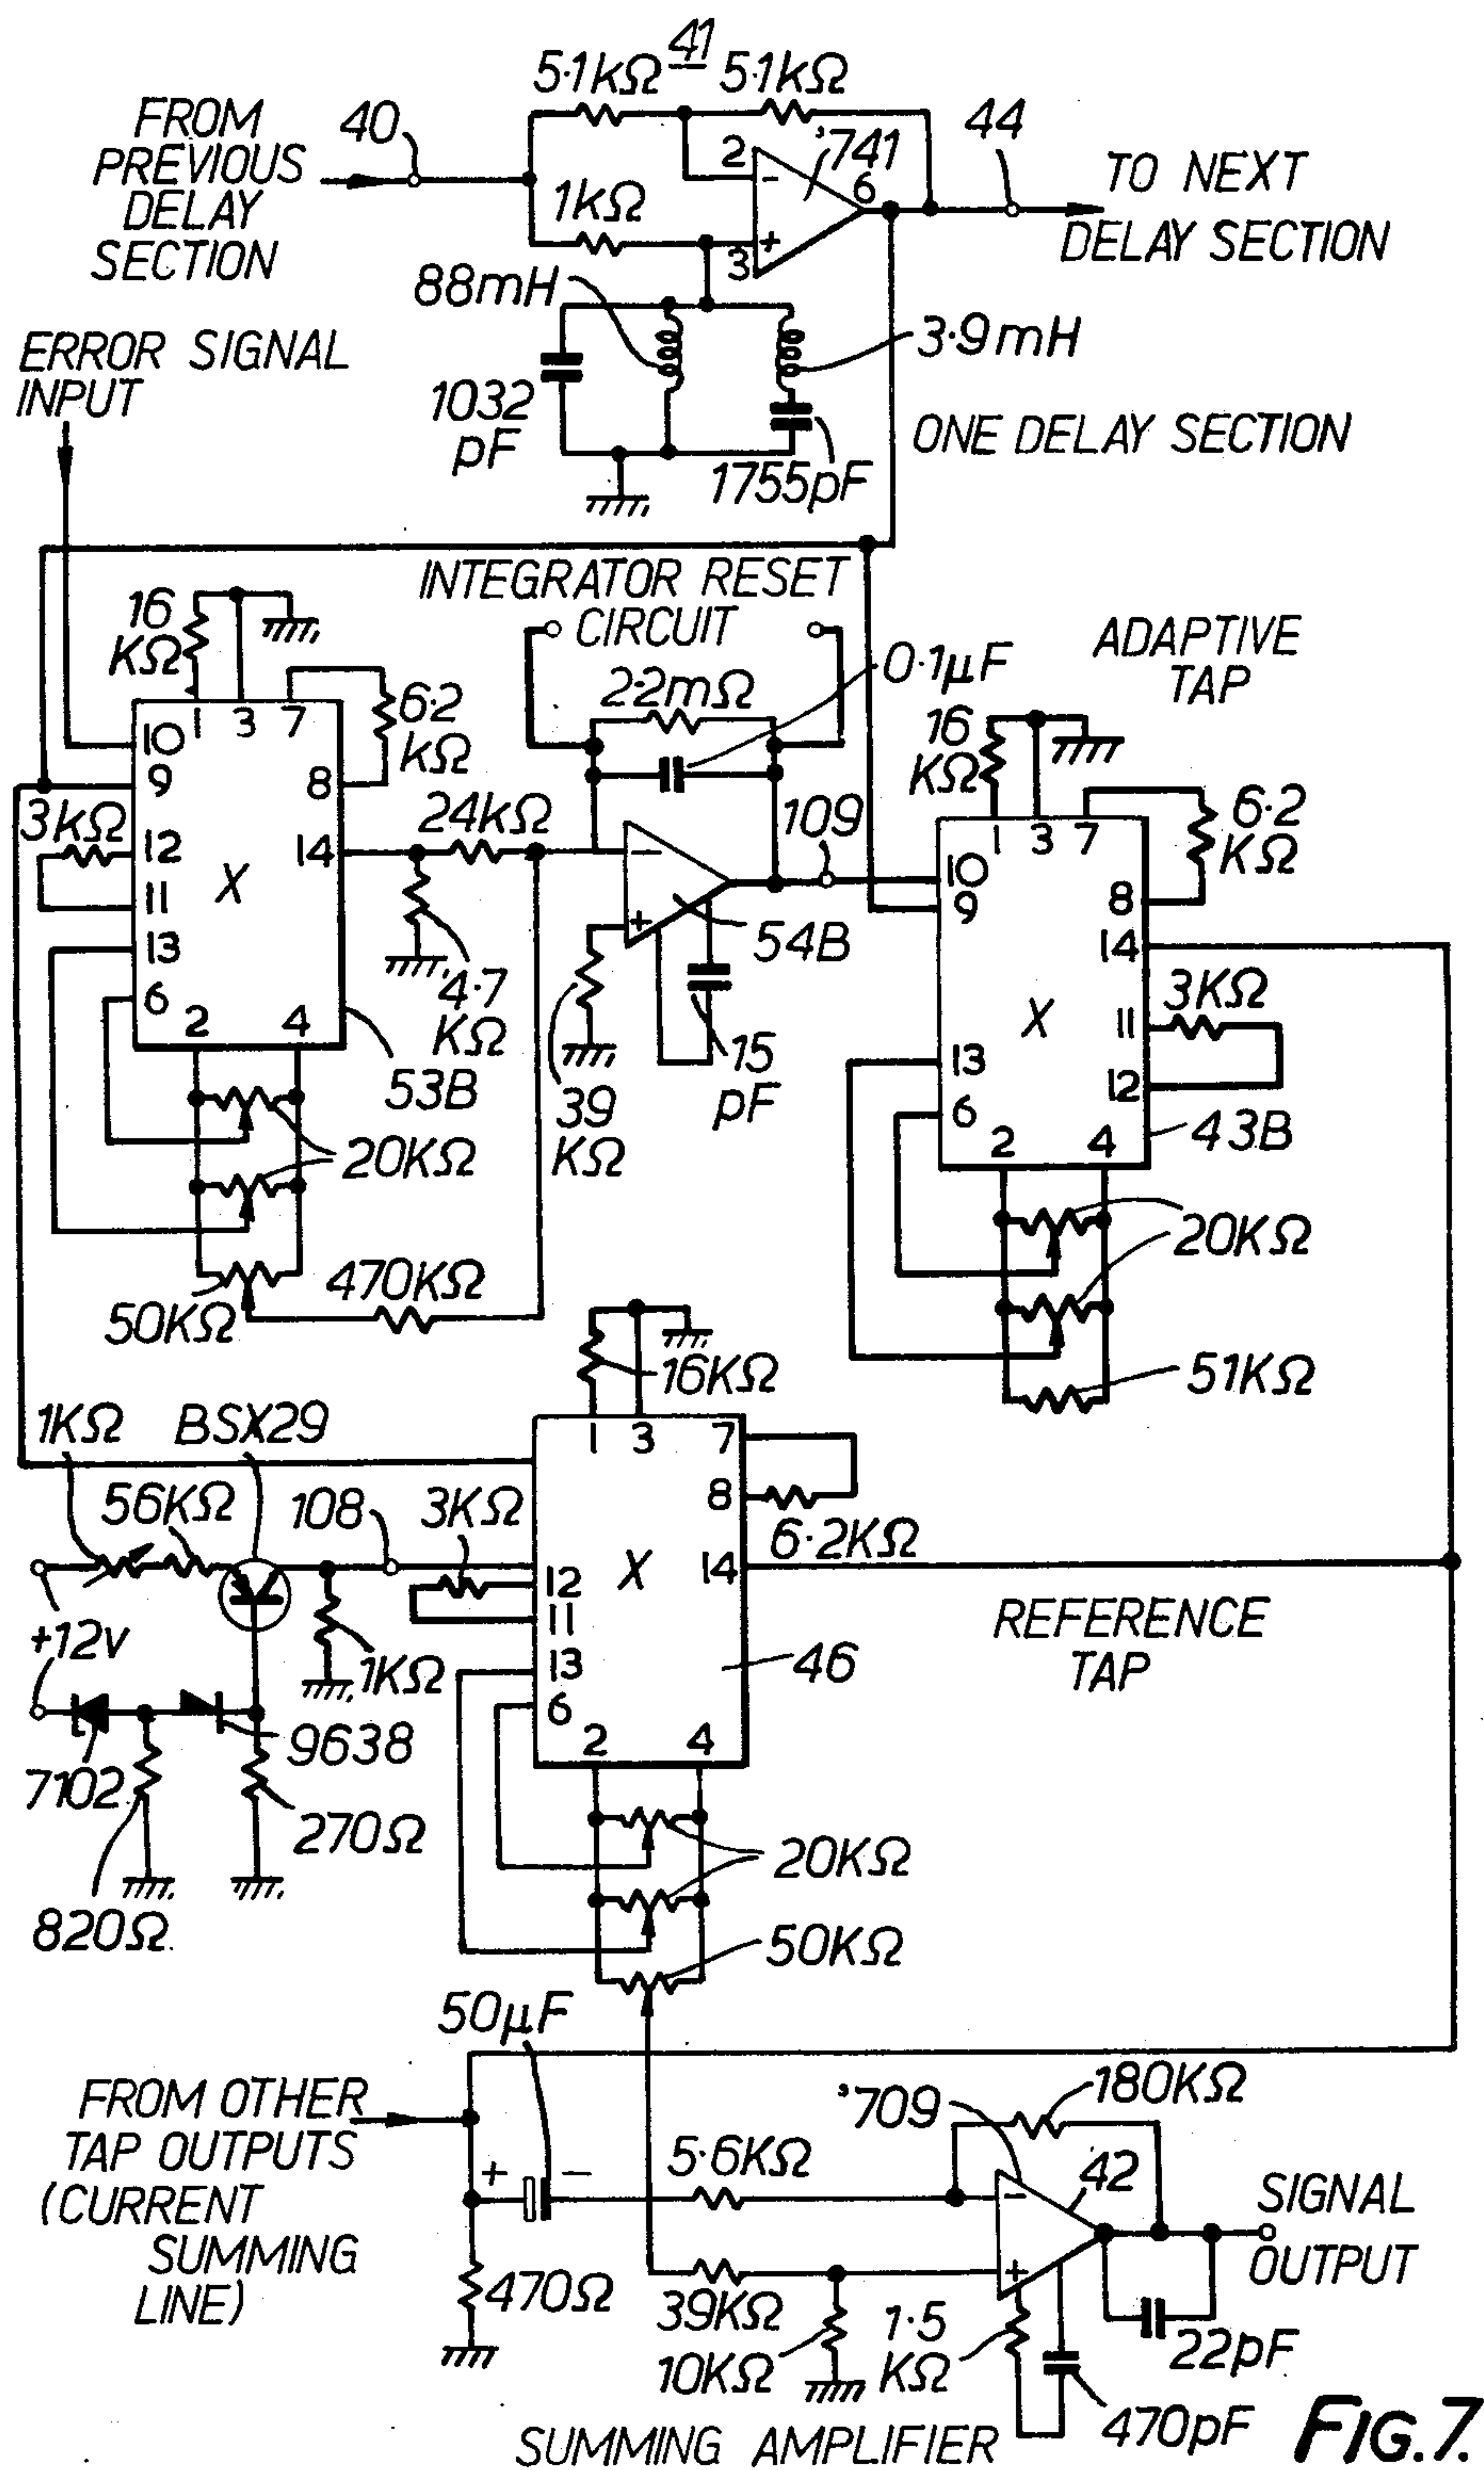 41
5·1kΩ
5·1kΩ
FROM
PREVIOUS
DELAY
SECTION
40
'741
2
-
6
44
TO NEXT
DELAY SECTION
1kΩ
+
3
88mH
3·9mH
ERROR SIGNAL
INPUT
1032
pF
1755pF
ONE DELAY SECTION
INTEGRATOR RESET
CIRCUIT
16
KΩ
0·1µF
ADAPTIVE
TAP
2·2mΩ
6·2
kΩ
1 3 7
10
9
8
3kΩ
12
11
14
X
13
6
2 4
24kΩ
109
16
KΩ
6·2
KΩ
1 3 7
10
9
8
14
3KΩ
11
X
12
13
6
2 4
43B
-
+
54B
4·7
KΩ
53B
15
pF
39
KΩ
20KΩ
20KΩ
470KΩ
50KΩ
51KΩ
16KΩ
1KΩ
BSX29
56KΩ
108
3KΩ
1 3 7
8
6·2KΩ
X
14
12
11
13
6
2 4
46
REFERENCE
TAP
+12v
1KΩ
9638
7102
270Ω
820Ω.
20KΩ
50KΩ
50µF
FROM OTHER
TAP OUTPUTS
(CURRENT
SUMMING
LINE)
'709
180KΩ
+ -
5·6KΩ
42
-
+
SIGNAL
OUTPUT
470Ω
39KΩ
10KΩ
1·5
KΩ
22pF
470pF
SUMMING AMPLIFIER
FIG.7.